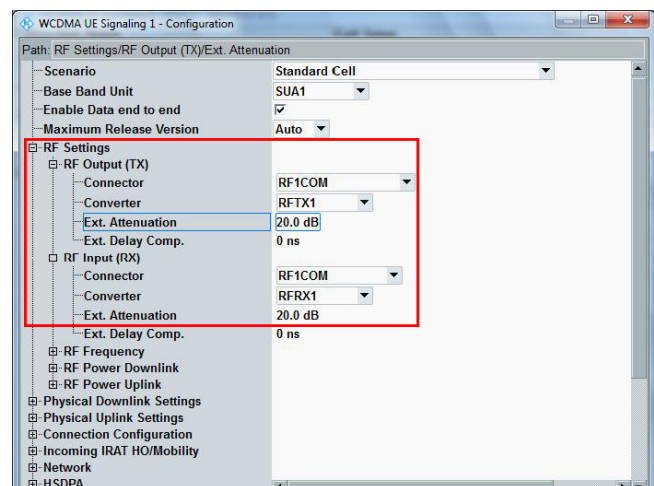 WCDMA UE Signaling 1 - Configuration
Path: RF Settings/RF Output (TX)/Ext. Attenuation
Scenario Standard Cell
Base Band Unit SUA1
Enable Data end to end
Maximum Release Version Auto
RF Settings
RF Output (TX)
Connector RF1COM
Converter RFTX1
Ext. Attenuation 20.0 dB
Ext. Delay Comp. 0 ns
RF Input (RX)
Connector RF1COM
Converter RFRX1
Ext. Attenuation 20.0 dB
Ext. Delay Comp. 0 ns
RF Frequency
RF Power Downlink
RF Power Uplink
Physical Downlink Settings
Physical Uplink Settings
Connection Configuration
Incoming IRAT HO/Mobility
Network
HSDPA